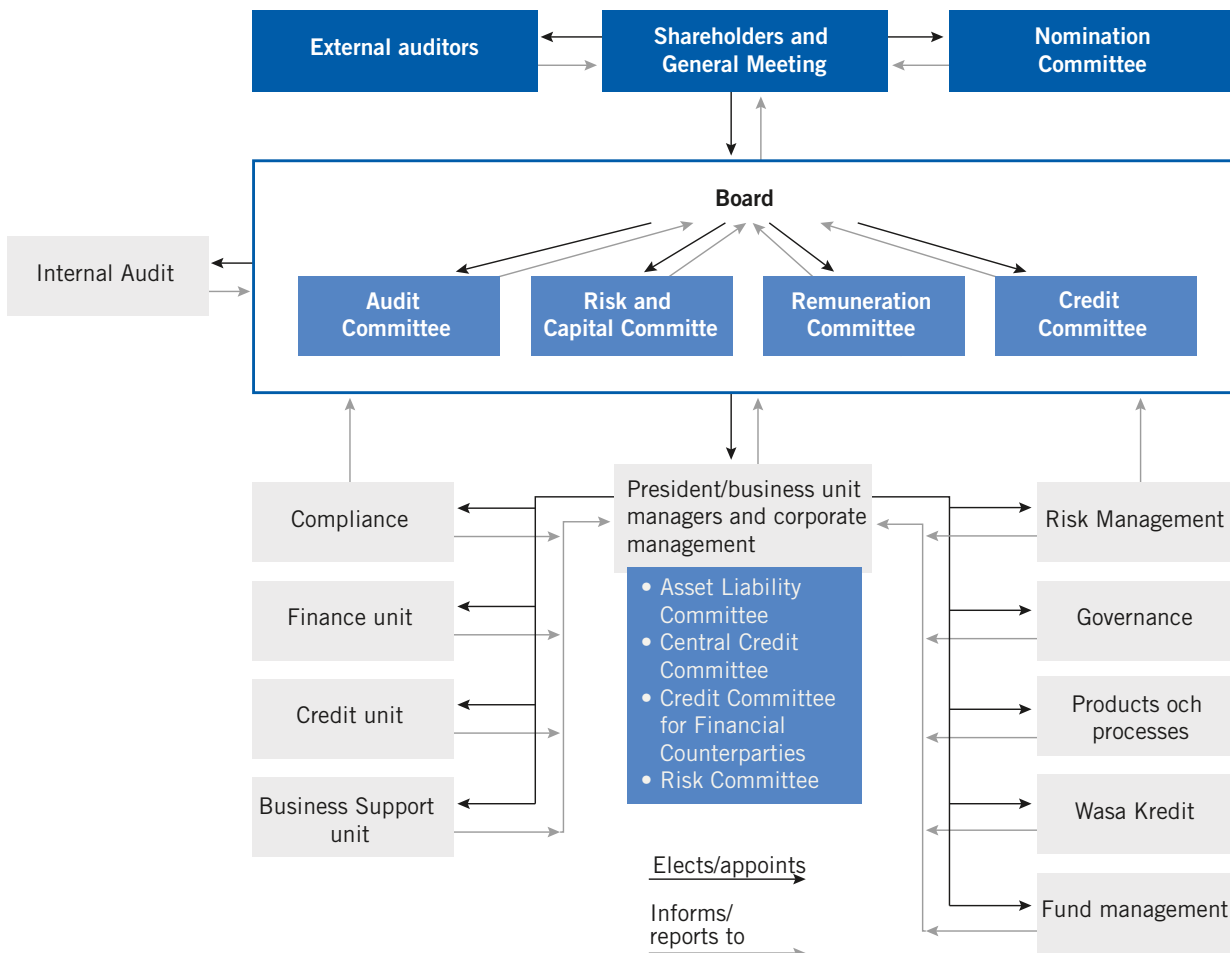 External auditors
Shareholders and
General Meeting
Nomination
Committee
Board
Internal Audit
Audit
Committee
Risk and
Capital Committe
Remuneration
Committee
Credit
Committee
Compliance
President/business unit
managers and corporate
management
Risk Management
• Asset Liability
Committee
• Central Credit
Committee
• Credit Committee
for Financial
Counterparties
• Risk Committee
Finance unit
Governance
Credit unit
Products och
processes
Business Support
unit
Wasa Kredit
Elects/appoints
Informs/
reports to
Fund management